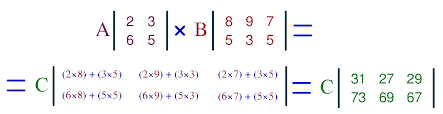 A | 2 3 | × B | 8 9 7 | =
| 6 5 | | 5 3 5 |
= C | (2×8) + (3×5) (2×9) + (3×3) (2×7) + (3×5) | = C | 31 27 29 |
| (6×8) + (5×5) (6×9) + (5×3) (6×7) + (5×5) | | 73 69 67 |